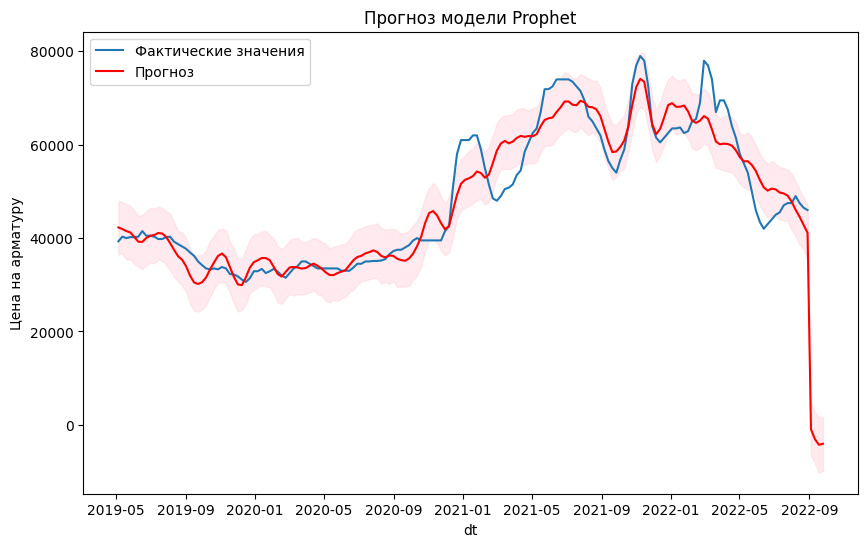 Прогноз модели Prophet
Фактические значения
Прогноз
80000
60000
40000
20000
0
Цена на арматуру
2019-05 2019-09 2020-01 2020-05 2020-09 2021-01 2021-05 2021-09 2022-01 2022-05 2022-09
dt